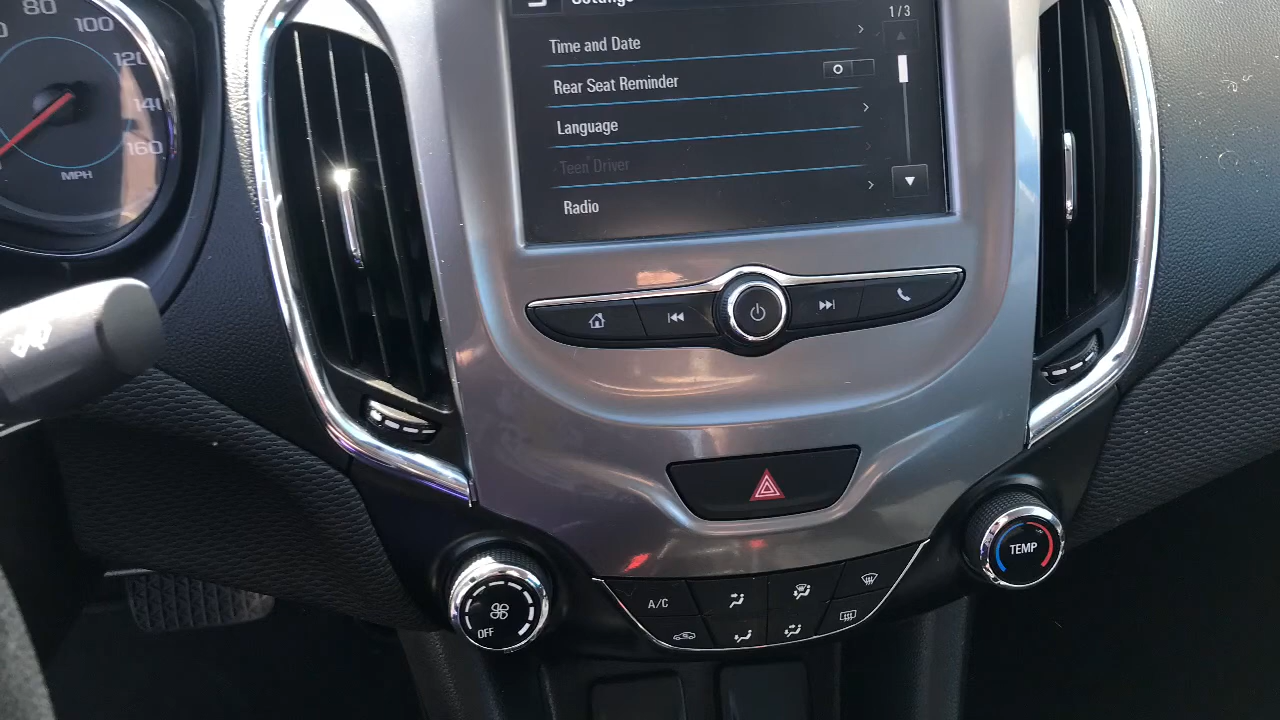 80
100
120
140
160
MPH
Settings
1/3
Time and Date
Rear Seat Reminder
Language
Teen Driver
Radio
TEMP
A/C
OFF